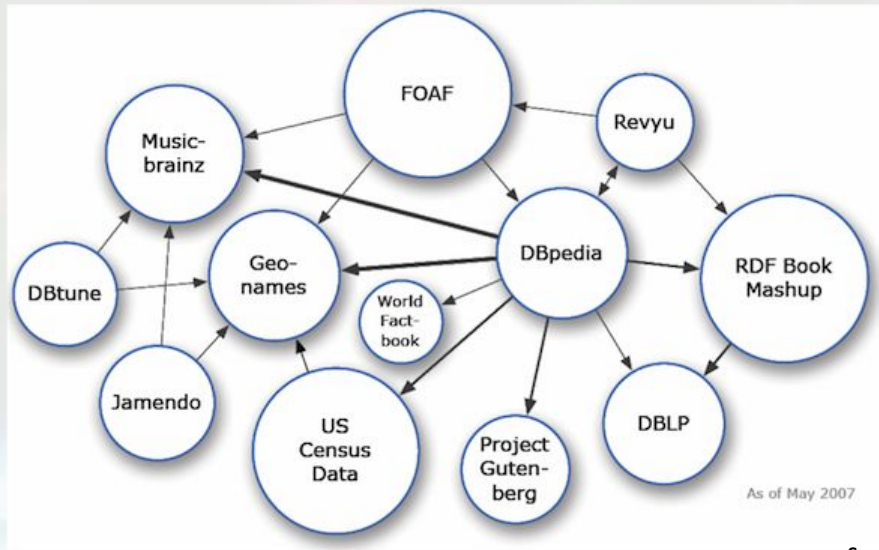 FOAF
Revyu
Music-
brainz
DBpedia
Geo-
names
RDF Book
Mashup
DBtune
World
Fact-
book
Jamendo
US
Census
Data
Project
Guten-
berg
DBLP
As of May 2007